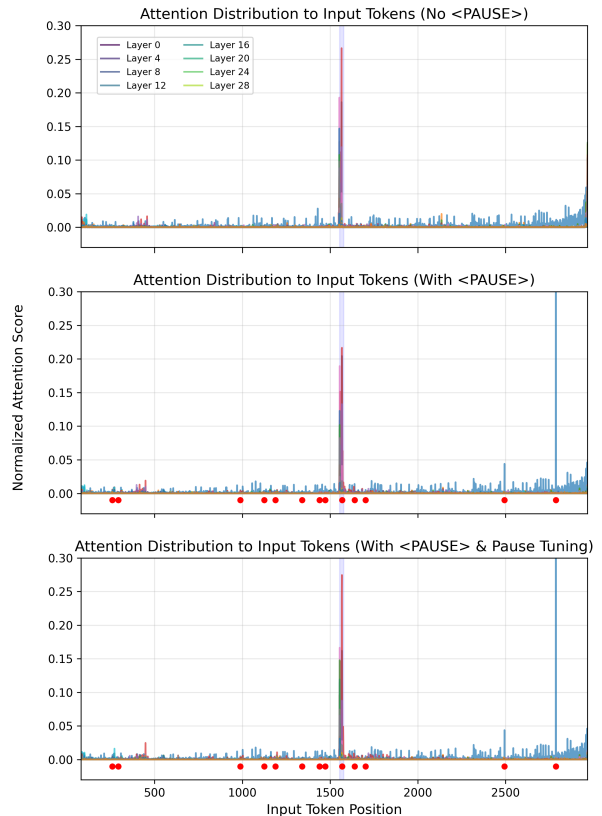 Attention Distribution to Input Tokens (No <PAUSE>)
0.30
0.25
0.20
0.15
0.10
0.05
0.00
Layer 0
Layer 4
Layer 8
Layer 12
Layer 16
Layer 20
Layer 24
Layer 28
Attention Distribution to Input Tokens (With <PAUSE>)
0.30
0.25
0.20
0.15
0.10
0.05
0.00
Normalized Attention Score
Attention Distribution to Input Tokens (With <PAUSE> & Pause Tuning)
0.30
0.25
0.20
0.15
0.10
0.05
0.00
500 1000 1500 2000 2500
Input Token Position